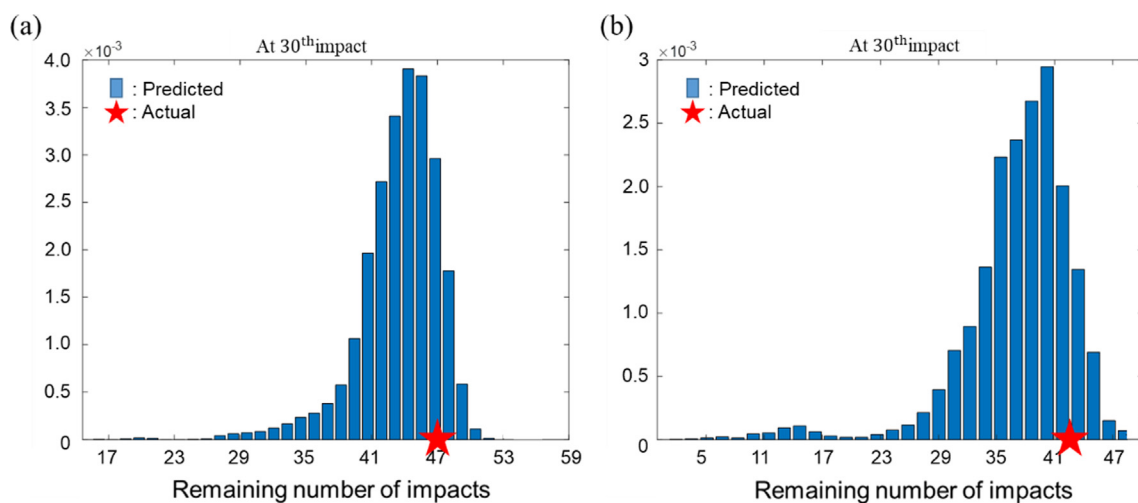 (a)
At 30thimpact
×10-3
: Predicted
: Actual
4.0
3.5
3.0
2.5
2.0
1.5
1.0
0.5
0
17 23 29 35 41 47 53 59
Remaining number of impacts
(b)
At 30thimpact
×10-3
: Predicted
: Actual
3
2.5
2.0
1.5
1.0
0.5
0
5 11 17 23 29 35 41 47
Remaining number of impacts